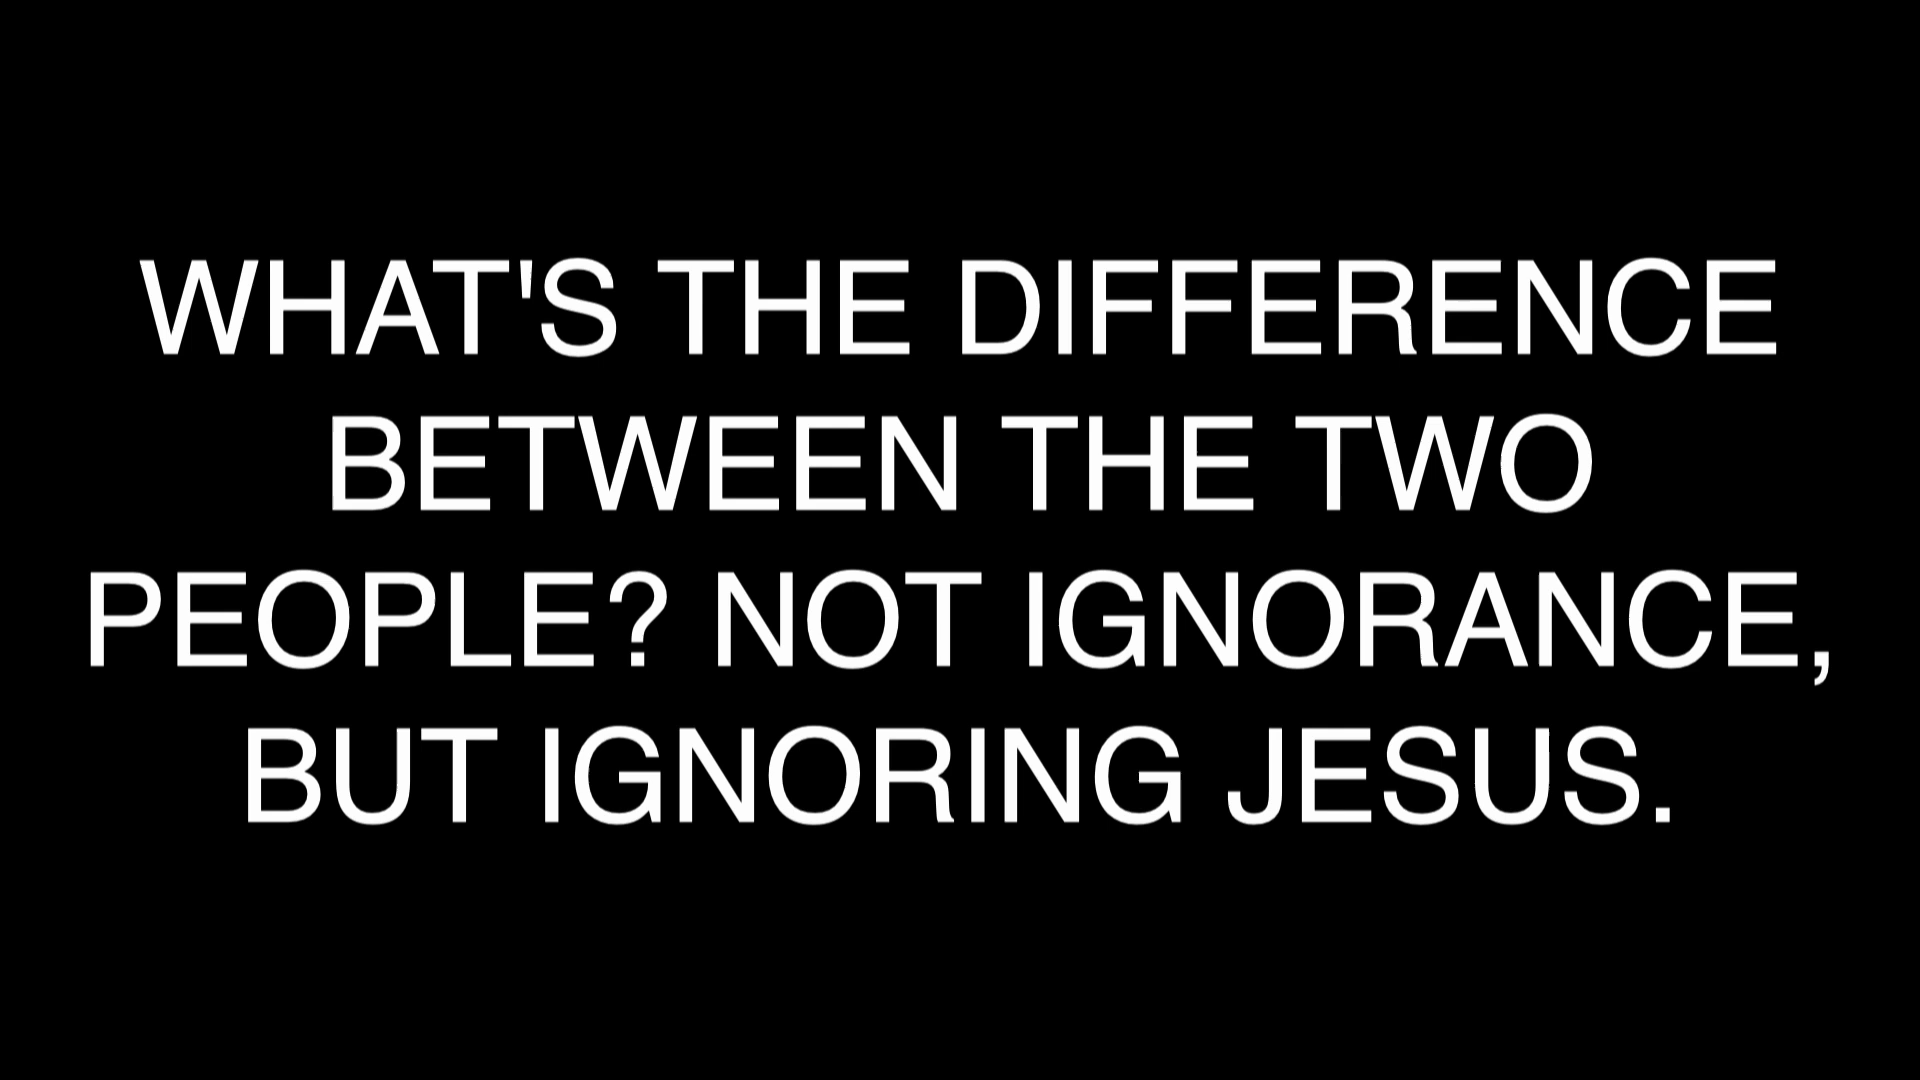 WHAT'S THE DIFFERENCE
BETWEEN THE TWO
PEOPLE? NOT IGNORANCE,
BUT IGNORING JESUS.